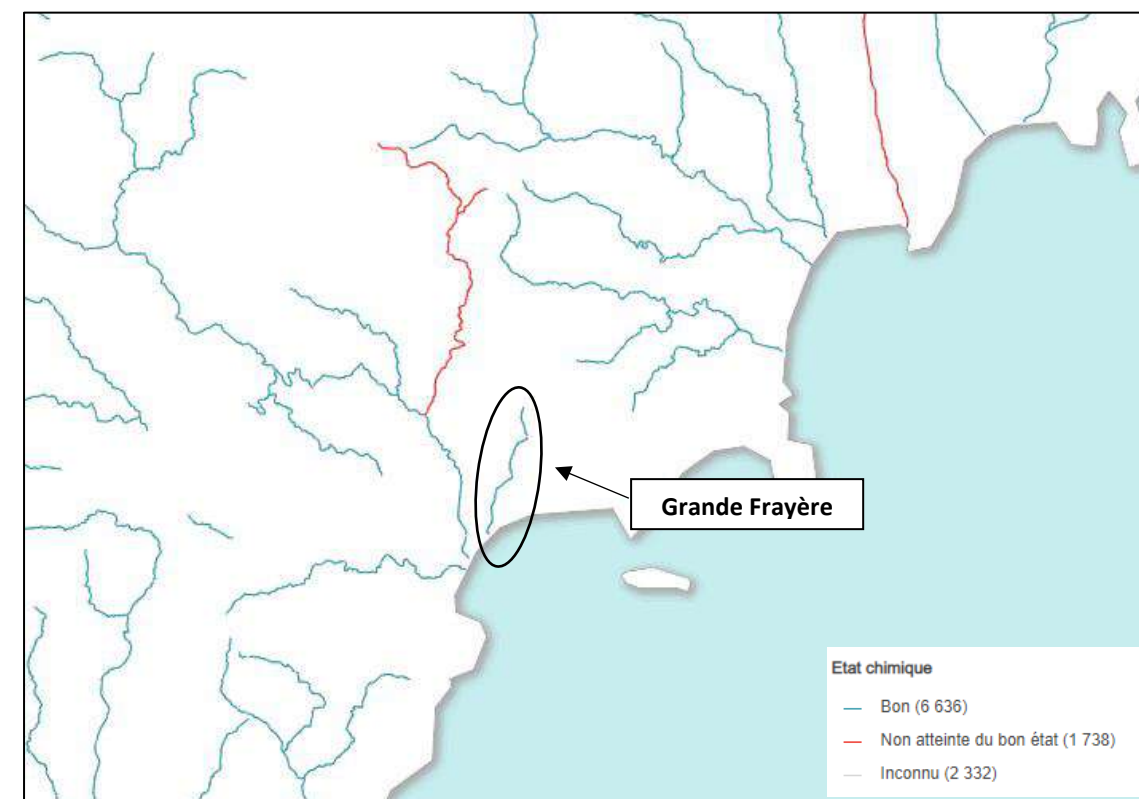 Grande Frayère
Etat chimique
Bon (6 636)
Non atteinte du bon état (1 738)
Inconnu (2 332)